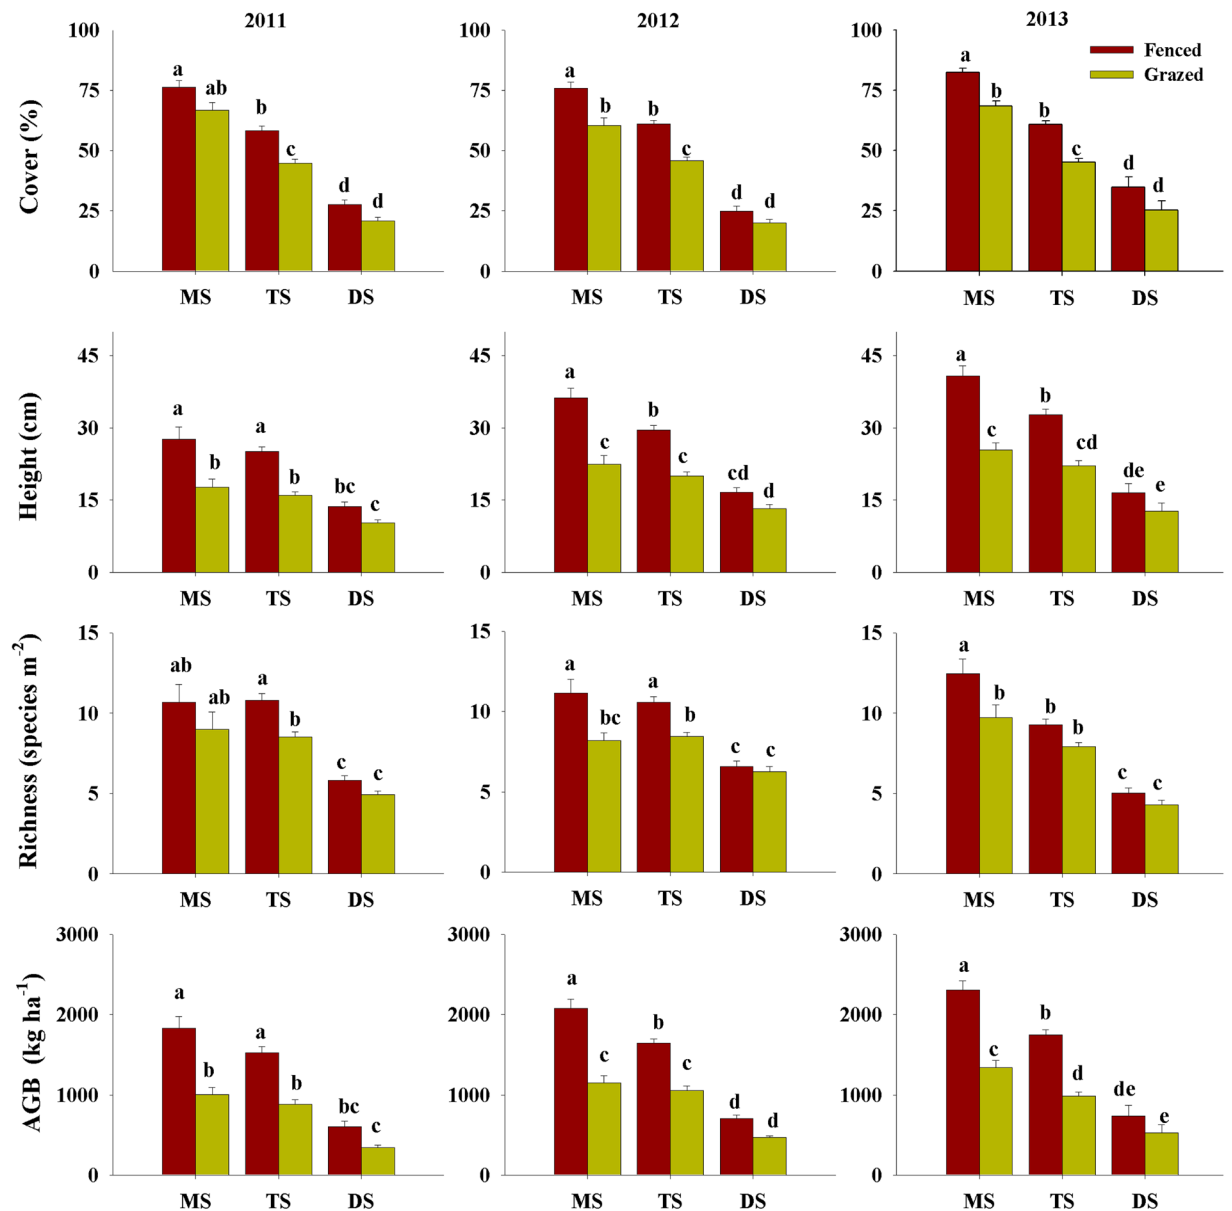 2011 2012 2013
Fenced
Grazed
Cover (%)
100 100 100
75 75 75
50 50 50
25 25 25
0 0 0
a ab b c d d
a b b c d d
a b b c d d
MS TS DS MS TS DS MS TS DS
Height (cm)
45 45 45
30 30 30
15 15 15
0 0 0
a b a b bc c
a c b c cd d
a c b cd de e
MS TS DS MS TS DS MS TS DS
Richness (species m⁻²)
15 15 15
10 10 10
5 5 5
0 0 0
ab ab a b c c
a bc a b c c
a b b b c c
MS TS DS MS TS DS MS TS DS
AGB (kg ha⁻¹)
3000 3000 3000
2000 2000 2000
1000 1000 1000
0 0 0
a b a b bc c
a c b c d d
a c b d de e
MS TS DS MS TS DS MS TS DS